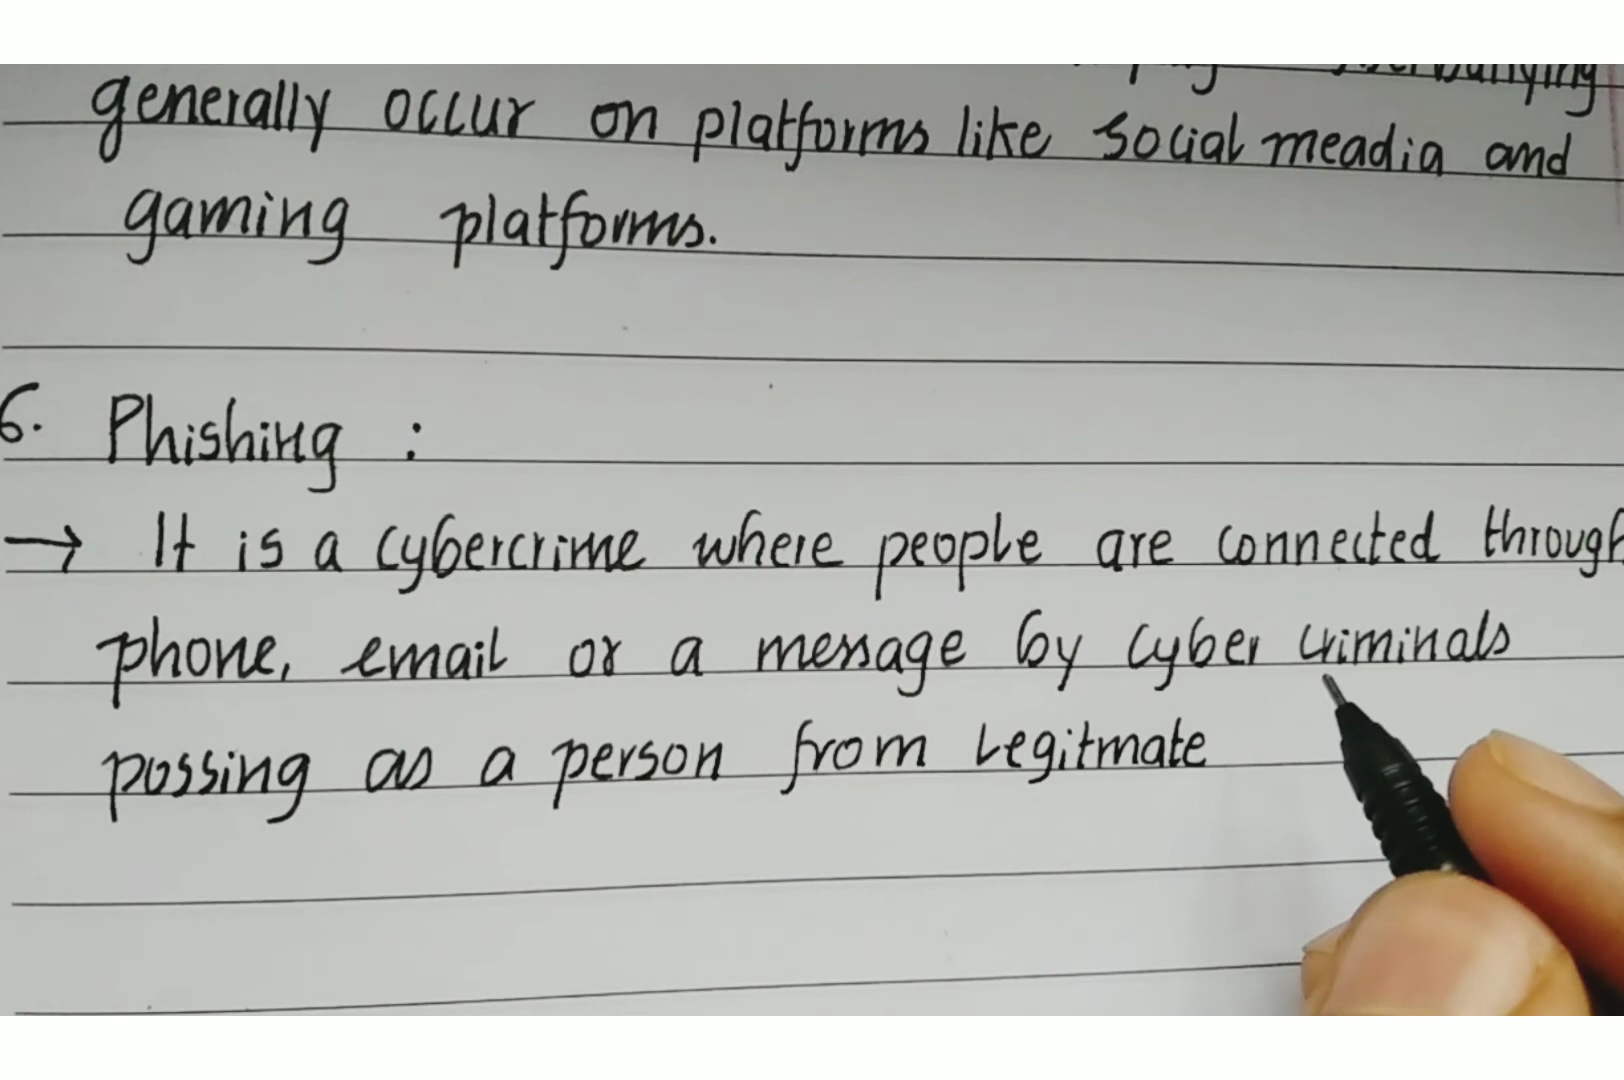 generally occur on platforms like social meadia and
gaming platforms.
6. Phishing :
→ It is a cybercrime where people are connected through
phone, email or a message by cyber criminals
possing as a person from legitmate